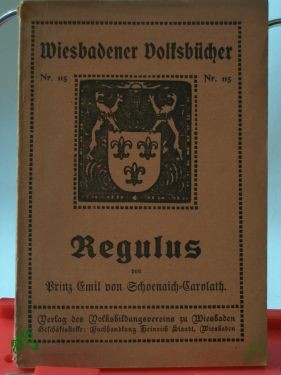 Wiesbadener Volksbücher
Nr. 115 Nr. 115
Regulus
von
Prinz Emil von Schoenaich-Carolath.
Verlag des Volksbildungsvereins zu Wiesbaden
Geschäftsstelle: Buchhandlung Heinrich Staadt, Wiesbaden